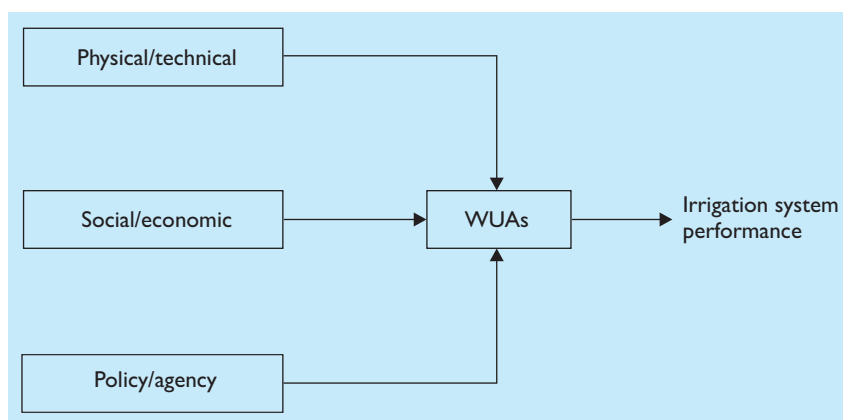 Physical/technical
Social/economic
WUAs
Irrigation system
performance
Policy/agency